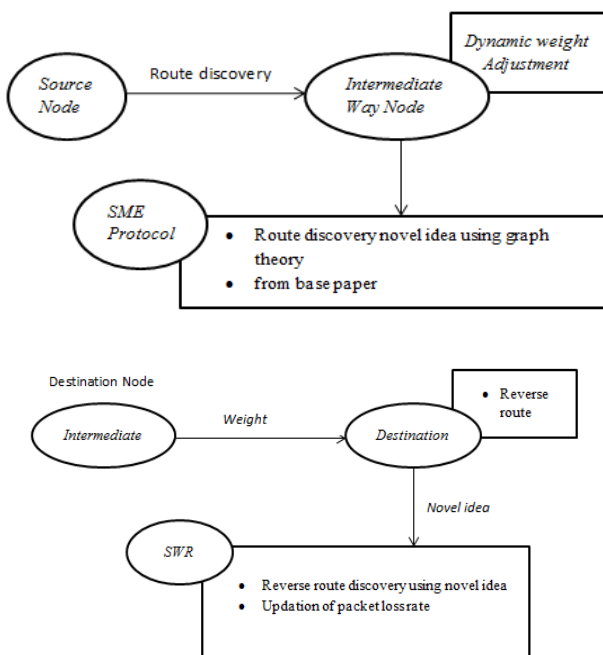 Dynamic weight
Adjustment
Source
Node
Route discovery
Intermediate
Way Node
SME
Protocol
• Route discovery novel idea using graph
theory
• from base paper
Destination Node
• Reverse
route
Intermediate
Weight
Destination
Novel idea
SWR
• Reverse route discovery using novel idea
• Updation of packet loss rate